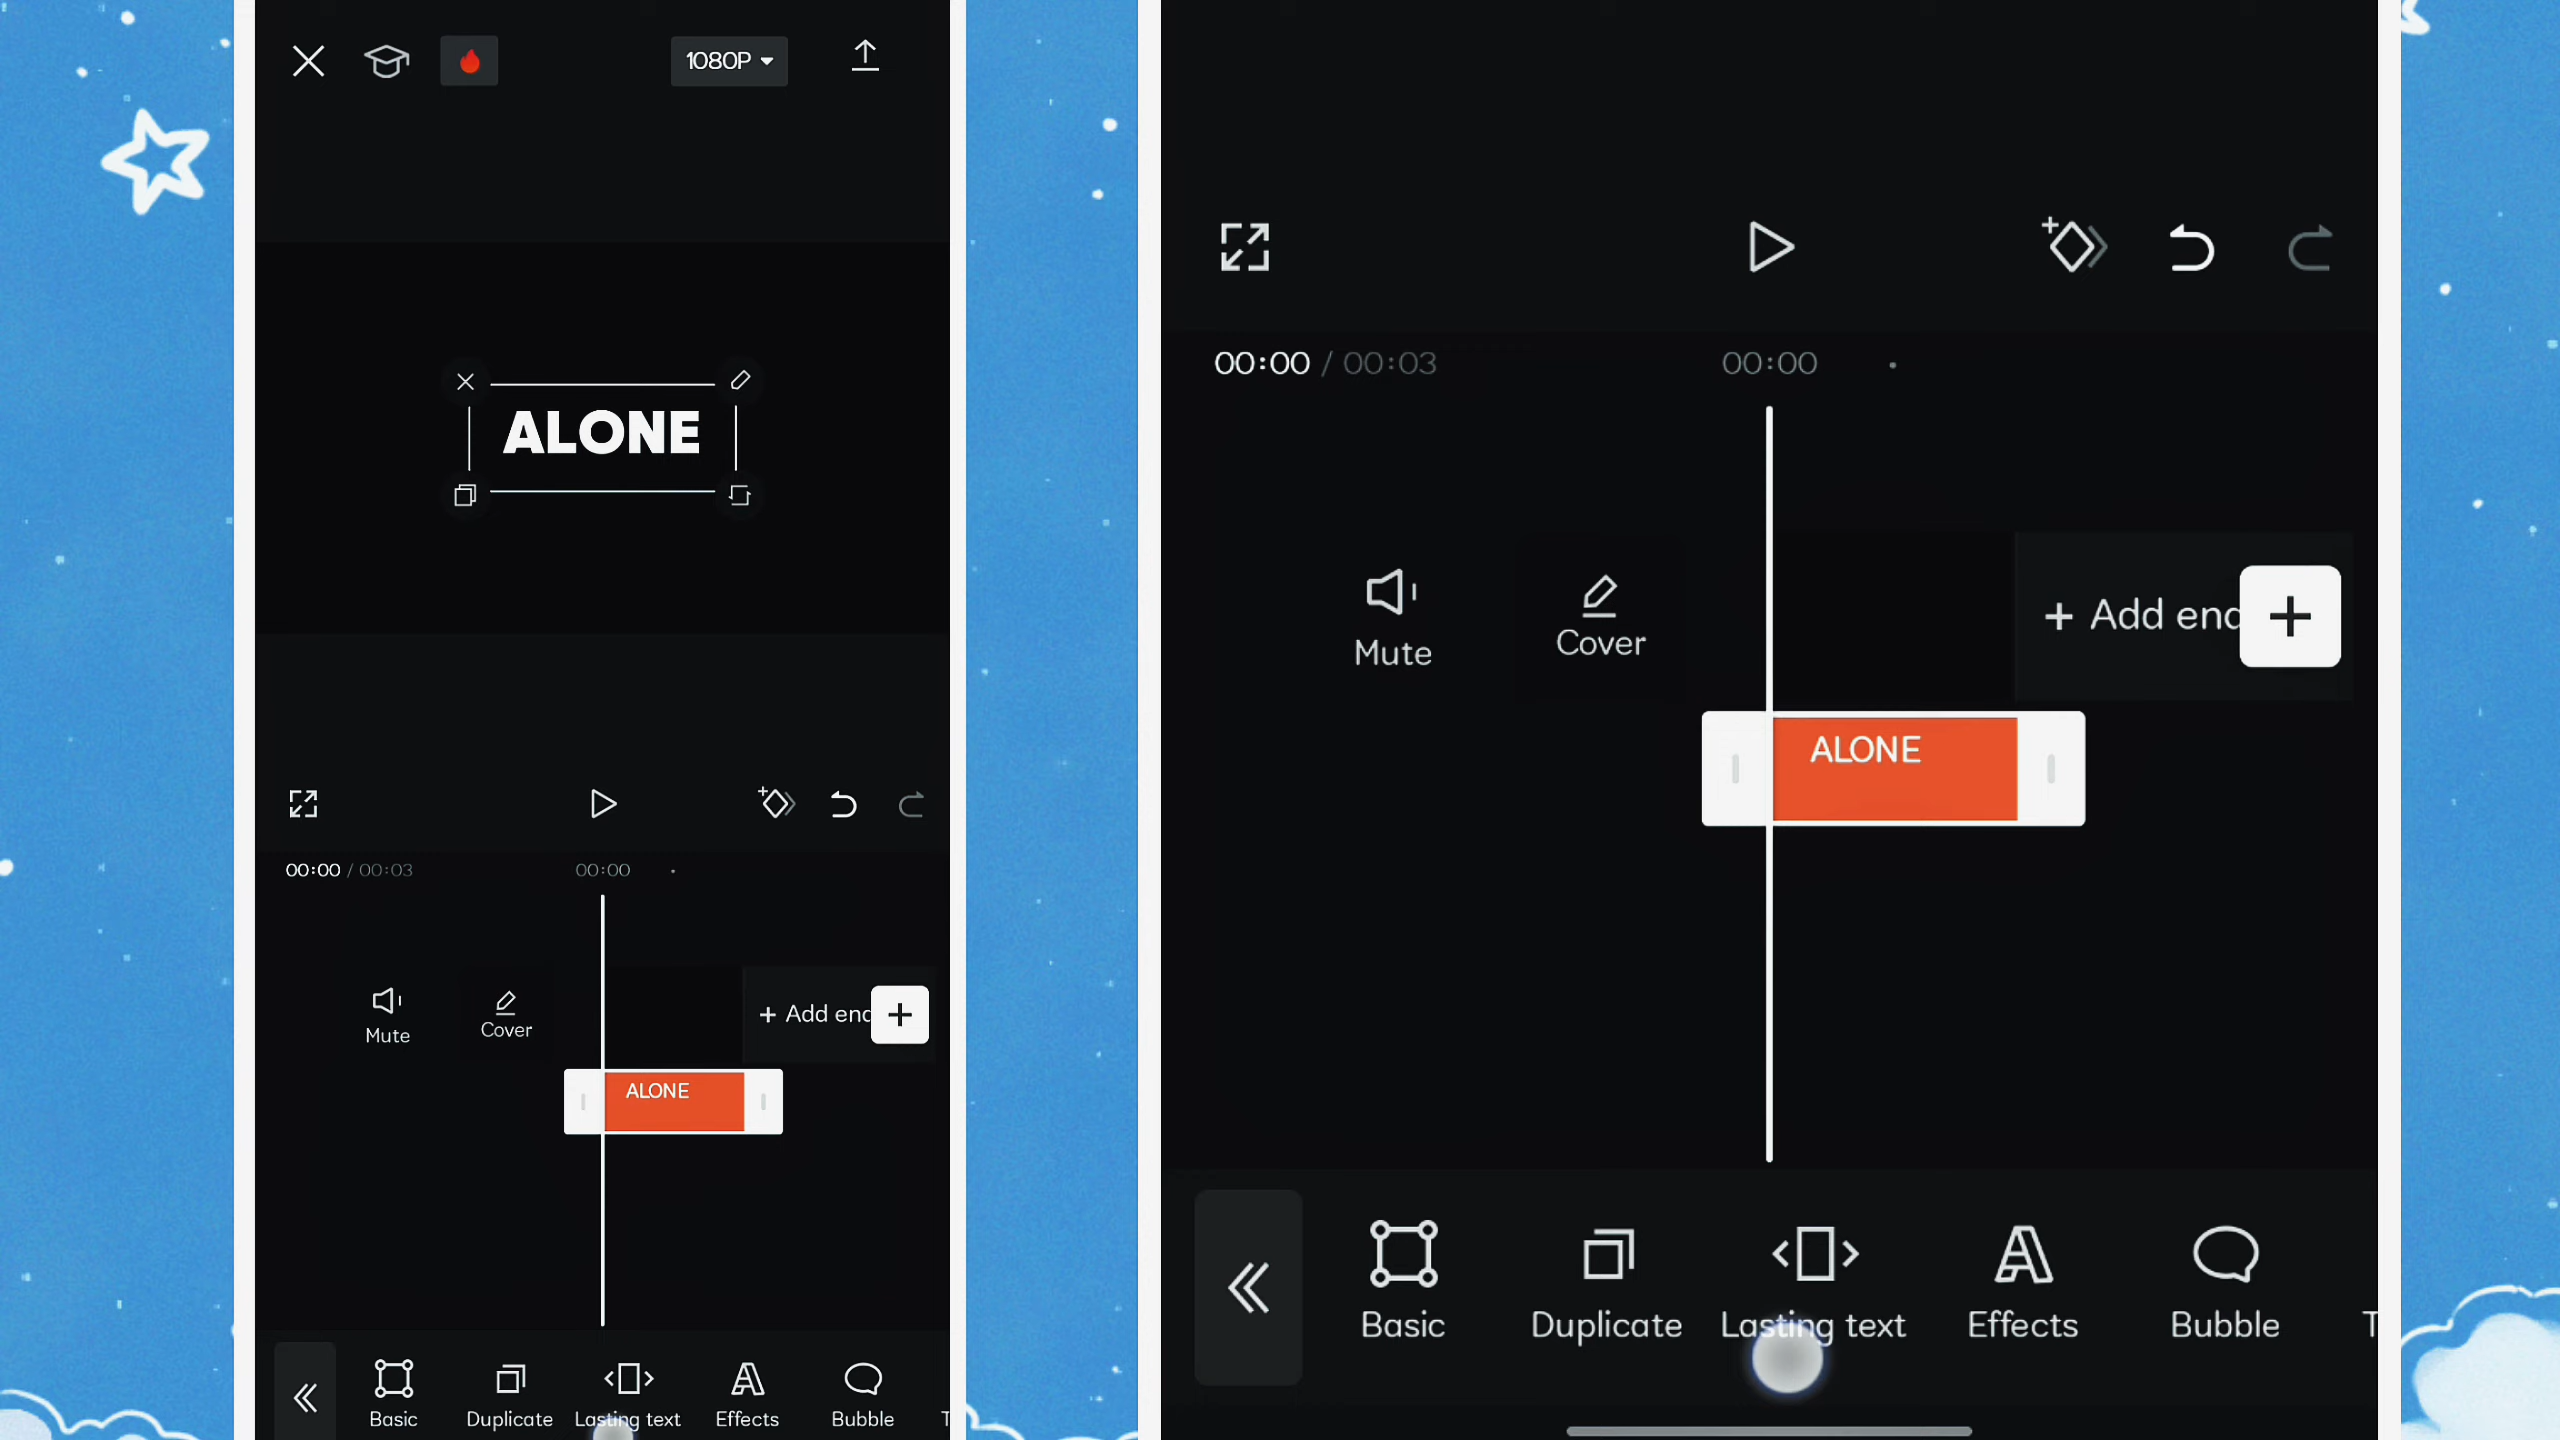 1080P
ALONE
00:00 / 00:03
00:00
Mute
Cover
+ Add end
ALONE
Basic
Duplicate
Lasting text
Effects
Bubble
T
00:00 / 00:03
00:00
Mute
Cover
+ Add end
ALONE
Basic
Duplicate
Lasting text
Effects
Bubble
T